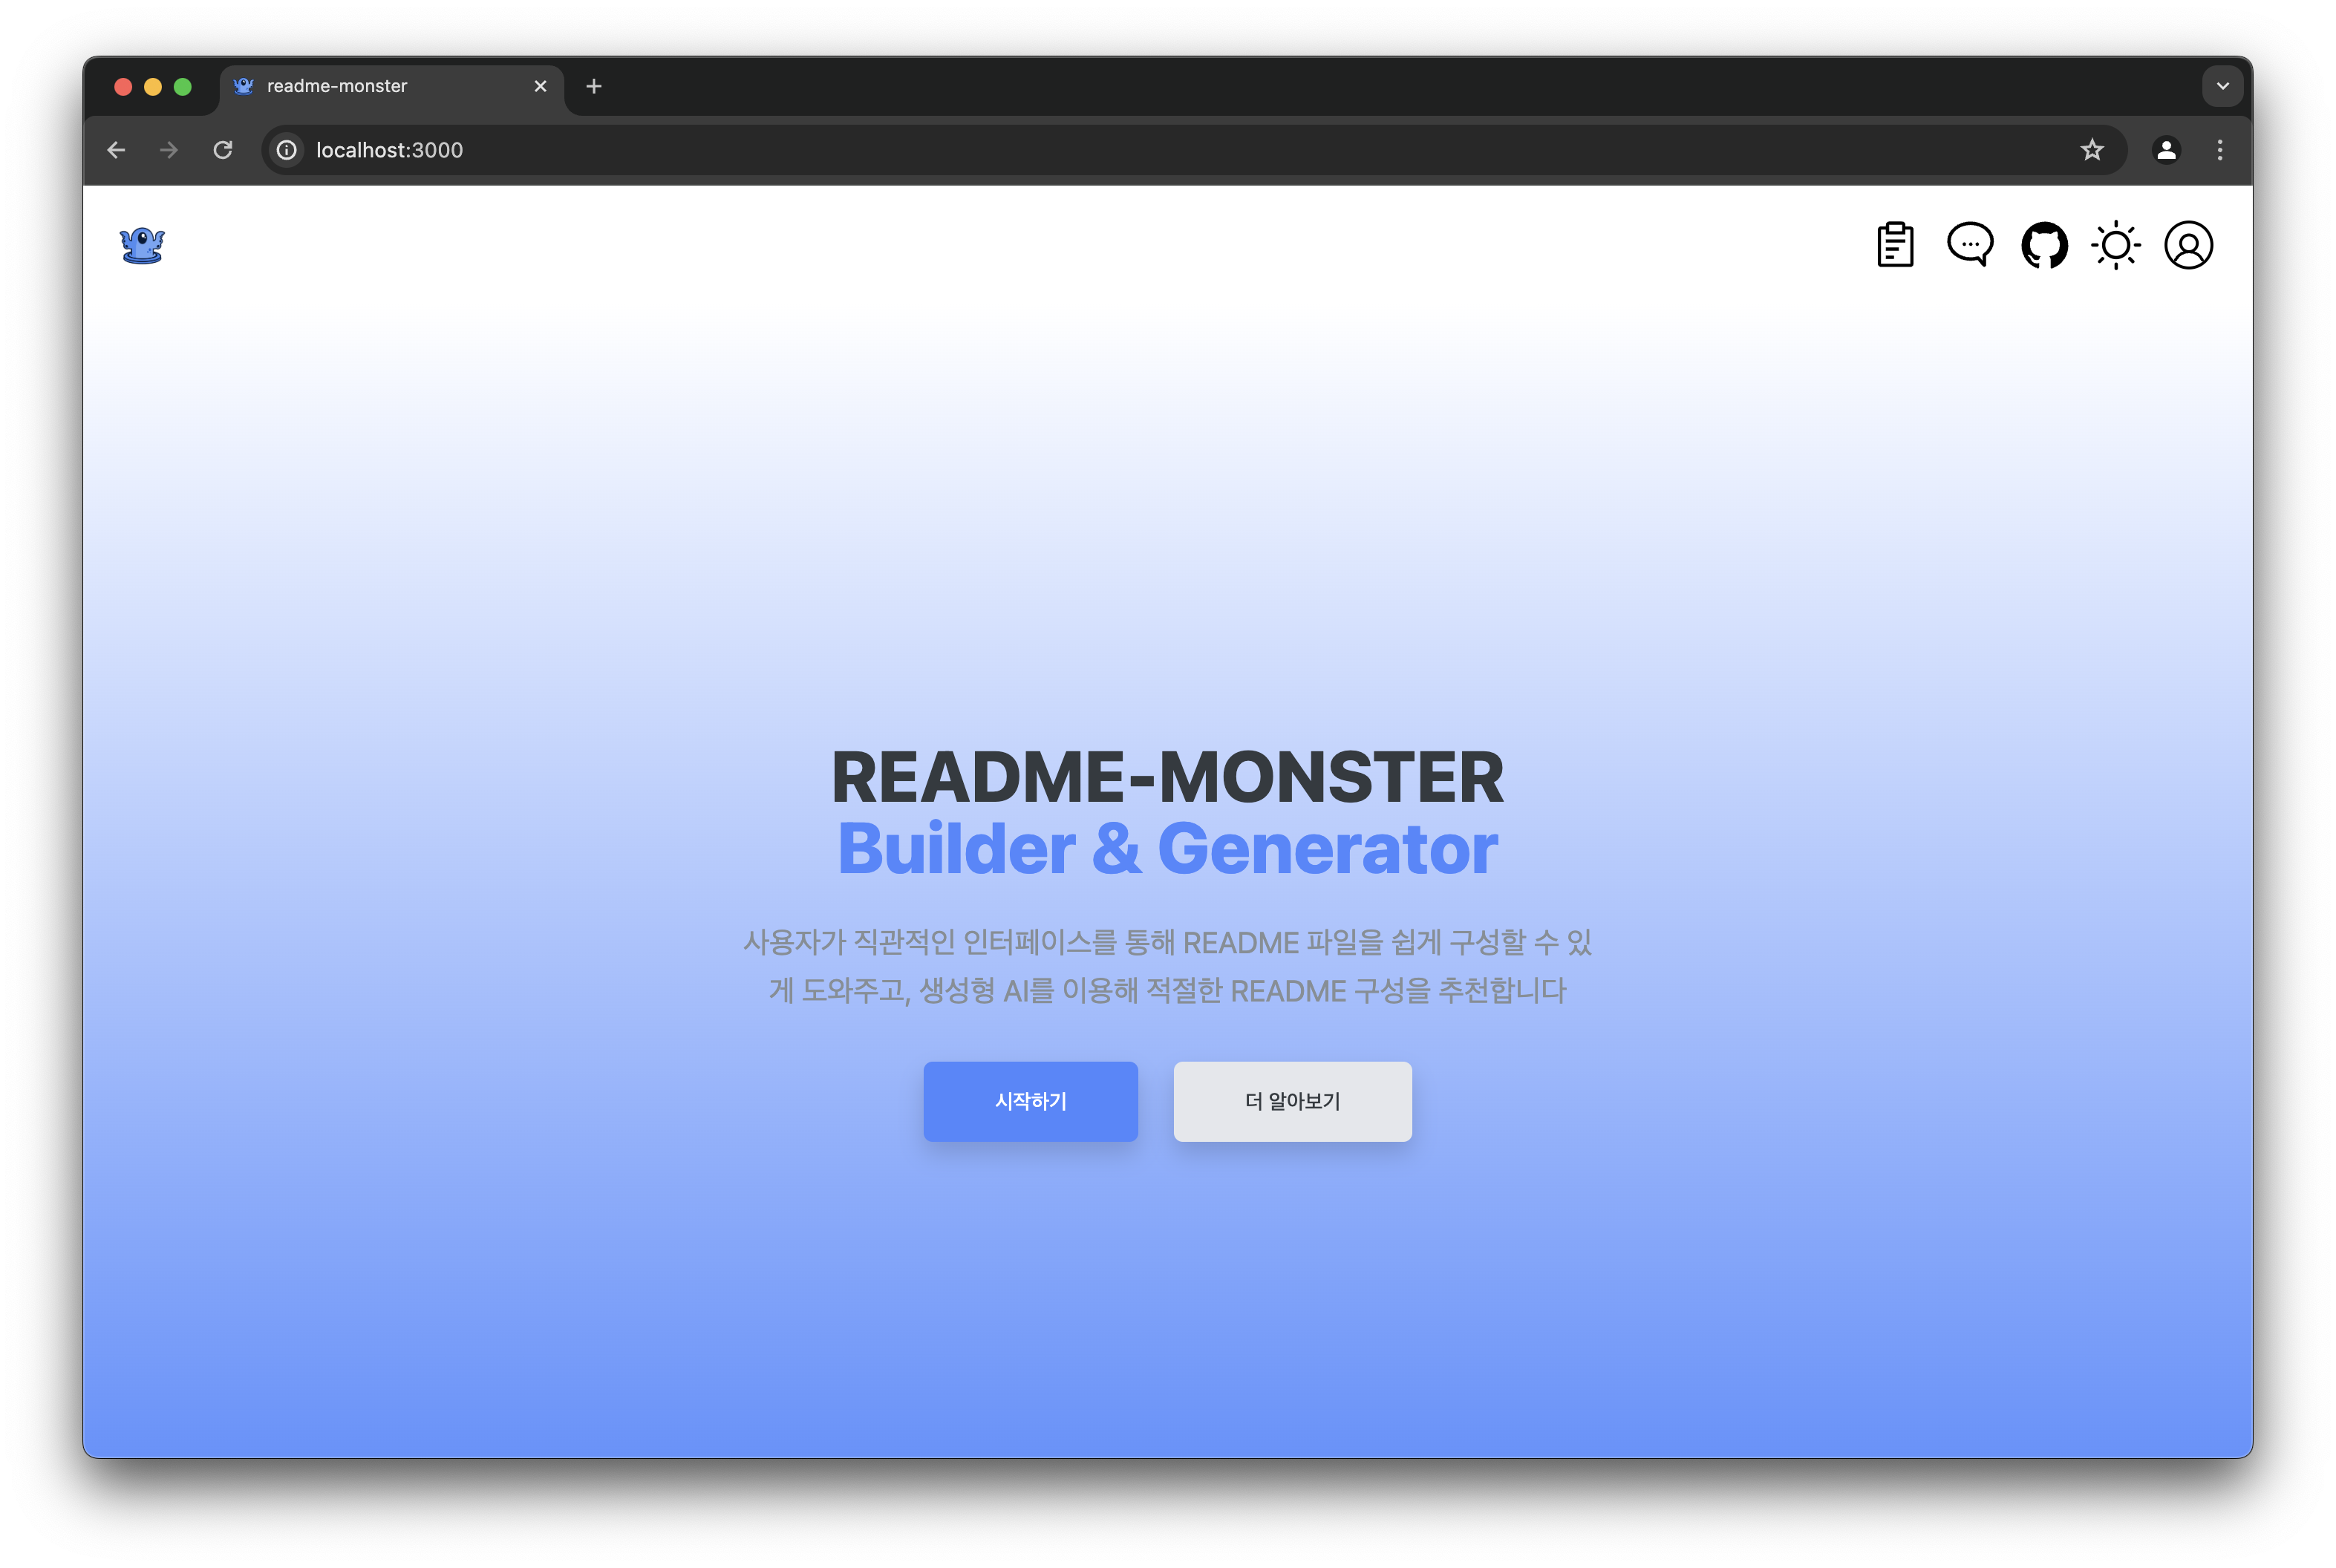 readme-monster
localhost:3000
README-MONSTER
Builder & Generator
사용자가 직관적인 인터페이스를 통해 README 파일을 쉽게 구성할 수 있
게 도와주고, 생성형 AI를 이용해 적절한 README 구성을 추천합니다
시작하기
더 알아보기